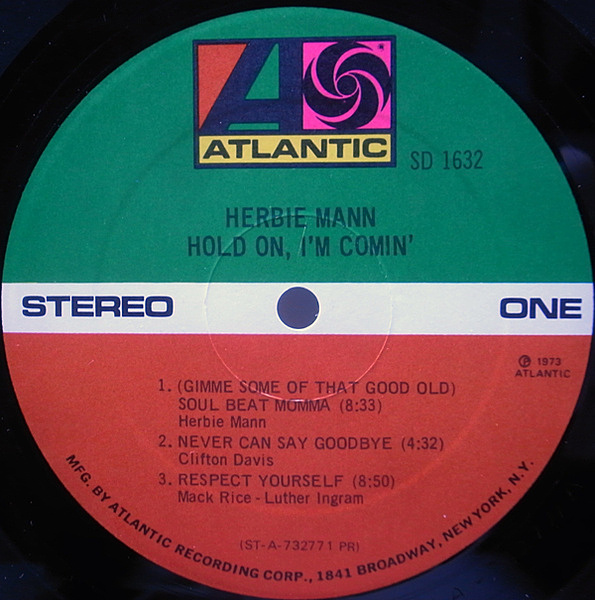 ATLANTIC
SD 1632
HERBIE MANN
HOLD ON, I'M COMIN'
STEREO
ONE
℗ 1973
ATLANTIC
1. (GIMME SOME OF THAT GOOD OLD)
SOUL BEAT MOMMA (8:33)
Herbie Mann
2. NEVER CAN SAY GOODBYE (4:32)
Clifton Davis
3. RESPECT YOURSELF (8:50)
Mack Rice - Luther Ingram
(ST-A-732771 PR)
MFG. BY ATLANTIC RECORDING CORP., 1841 BROADWAY, NEW YORK, N.Y.